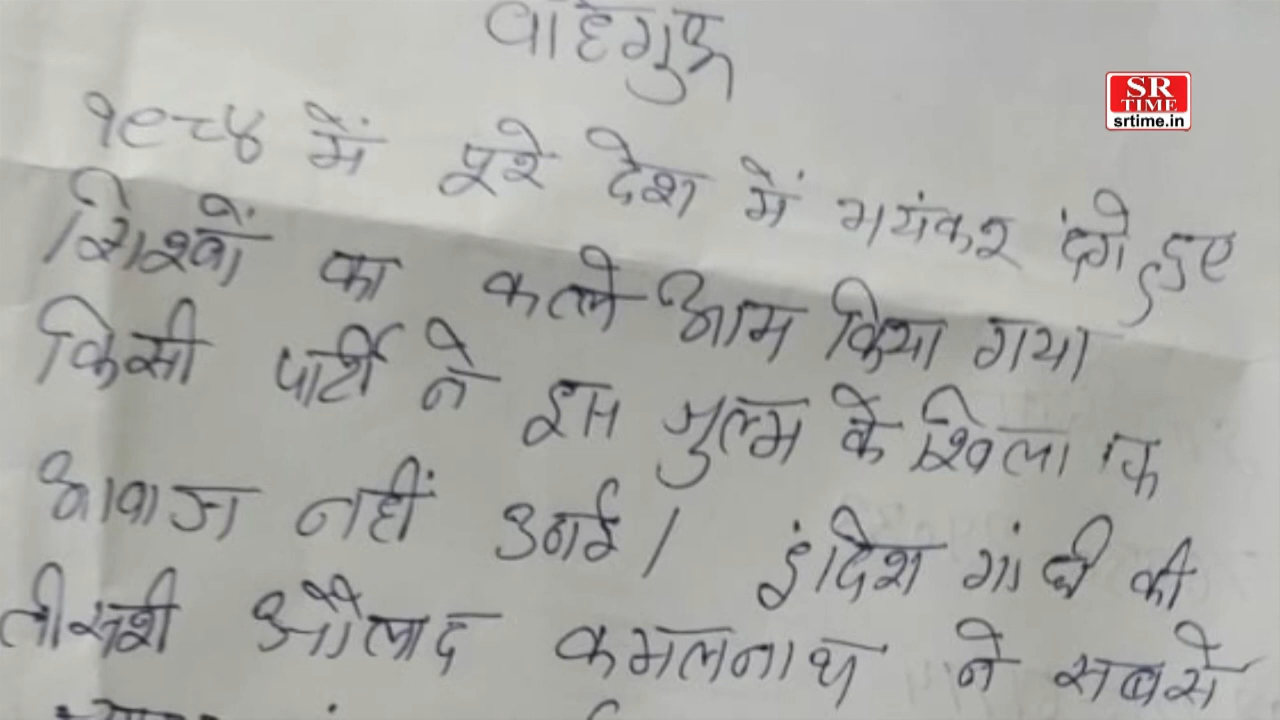 वाहेगुरू
SR
TIME
srtime.in
१९८४ में पूरे देश में भयंकर दंगे हुए
सिखों का कत्ले आम किया गया
किसी पार्टी ने इस जुल्म के खिलाफ
आवाज नहीं उठाई। इंदिरा गांधी की
तीसरी औलाद कमलनाथ ने सबसे